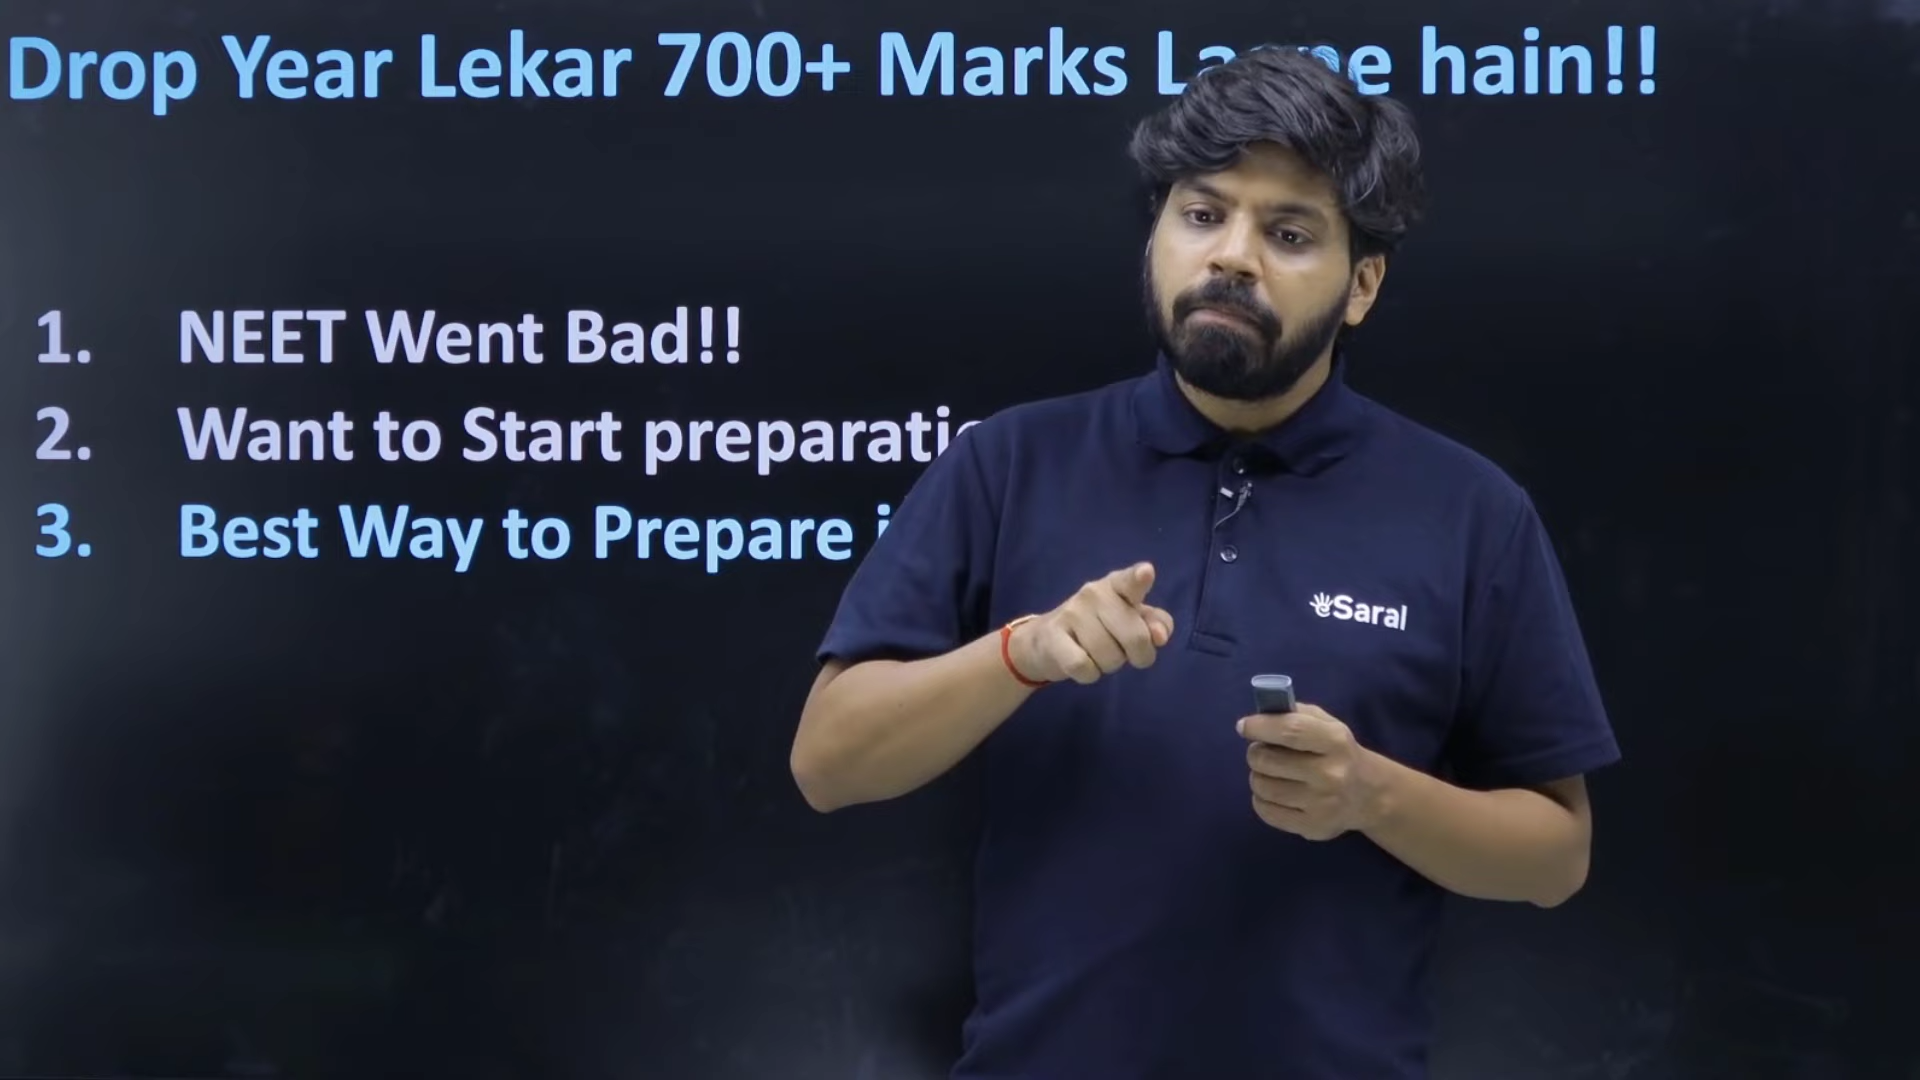 Drop Year Lekar 700+ Marks hain!!
1. NEET Went Bad!!
2. Want to Start
3. Best Way to Prepare
eSaral